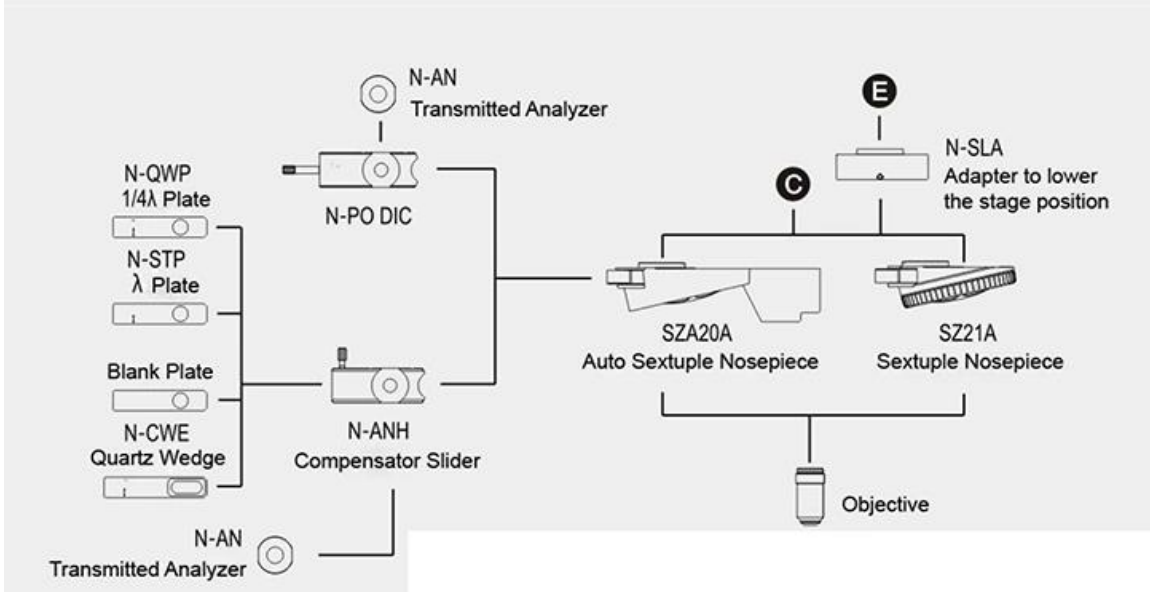 N-AN
Transmitted Analyzer
E
N-SLA
Adapter to lower
the stage position
C
N-QWP
1/4λ Plate
N-PO DIC
N-STP
λ Plate
SZA20A
Auto Sextuple Nosepiece
SZ21A
Sextuple Nosepiece
Blank Plate
N-CWE
Quartz Wedge
N-ANH
Compensator Slider
Objective
N-AN
Transmitted Analyzer